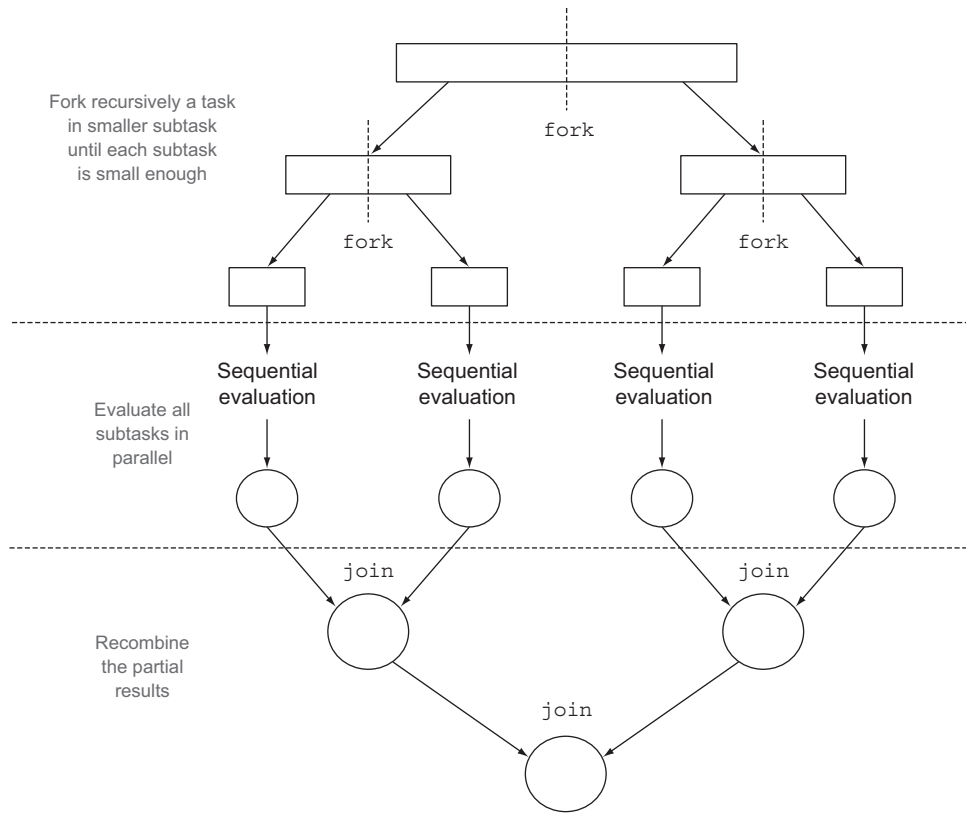 Fork recursively a task
in smaller subtask
until each subtask
is small enough
fork
fork
fork
Sequential
evaluation
Sequential
evaluation
Sequential
evaluation
Sequential
evaluation
Evaluate all
subtasks in
parallel
join
join
Recombine
the partial
results
join